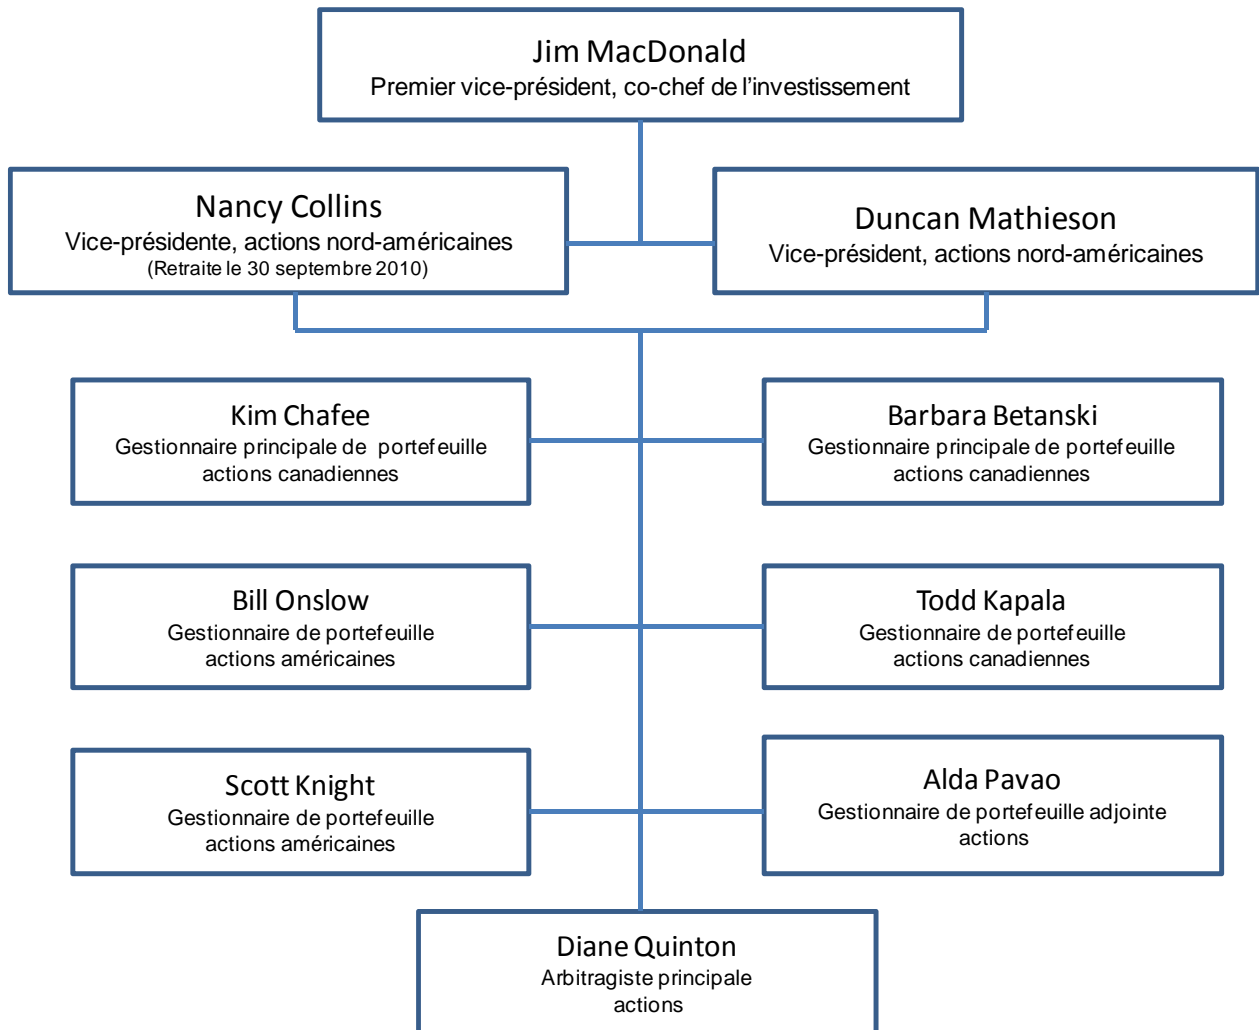 Jim MacDonald
Premier vice-président, co-chef de l'investissement
Nancy Collins
Vice-présidente, actions nord-américaines
(Retraite le 30 septembre 2010)
Duncan Mathieson
Vice-président, actions nord-américaines
Kim Chafee
Gestionnaire principale de portefeuille
actions canadiennes
Barbara Betanski
Gestionnaire principale de portefeuille
actions canadiennes
Bill Onslow
Gestionnaire de portefeuille
actions américaines
Todd Kapala
Gestionnaire de portefeuille
actions canadiennes
Scott Knight
Gestionnaire de portefeuille
actions américaines
Alda Pavao
Gestionnaire de portefeuille adjointe
actions
Diane Quinton
Arbitragiste principale
actions